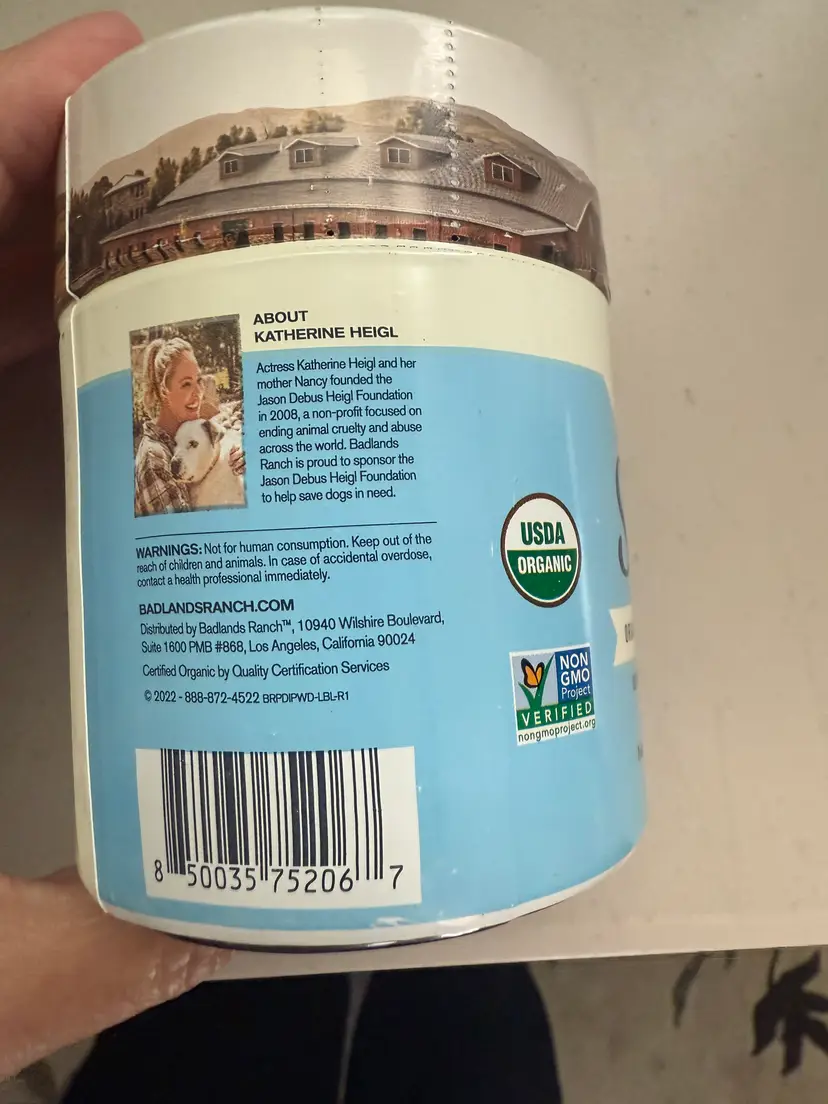 ABOUT
KATHERINE HEIGL
Actress Katherine Heigl and her
mother Nancy founded the
Jason Debus Heigl Foundation
in 2008, a non-profit focused on
ending animal cruelty and abuse
across the world. Badlands
Ranch is proud to sponsor the
Jason Debus Heigl Foundation
to help save dogs in need.
WARNINGS: Not for human consumption. Keep out of the
reach of children and animals. In case of accidental overdose,
contact a health professional immediately.
BADLANDSRANCH.COM
Distributed by Badlands Ranch™, 10940 Wilshire Boulevard,
Suite 1600 PMB #868, Los Angeles, California 90024
Certified Organic by Quality Certification Services
© 2022 - 888-872-4522 BRPDIPWD-LBL-R1
8 50035 75206 7
USDA
ORGANIC
NON
GMO
Project
VERIFIED
nongmoproject.org